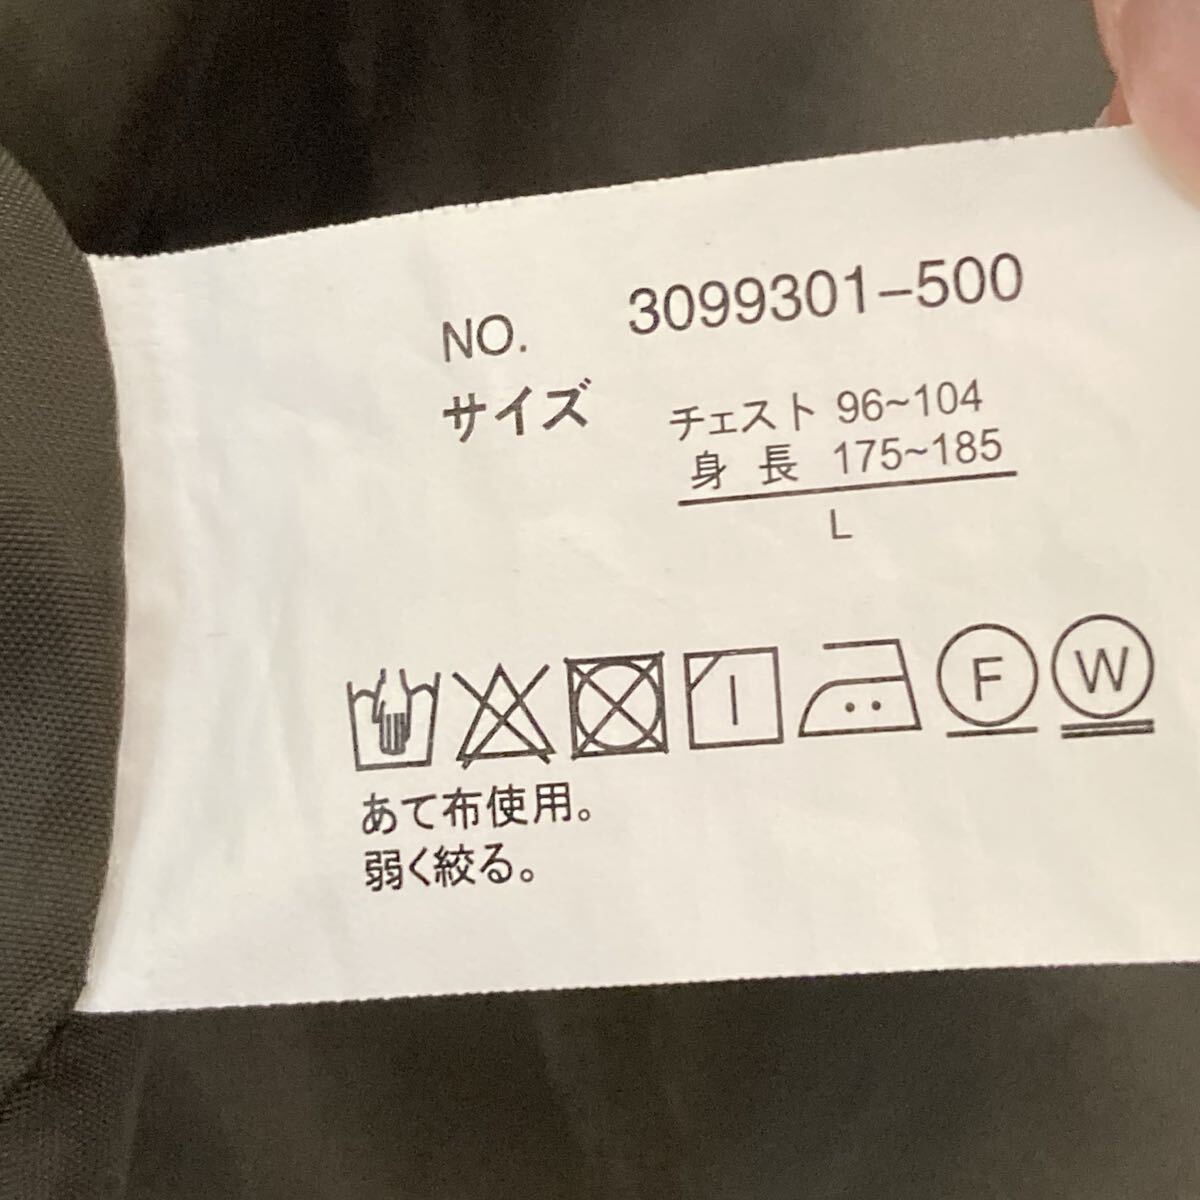 NO. 3099301-500
サイズ チェスト 96~104
身 長 175~185
L
F W
あて布使用。
弱く絞る。